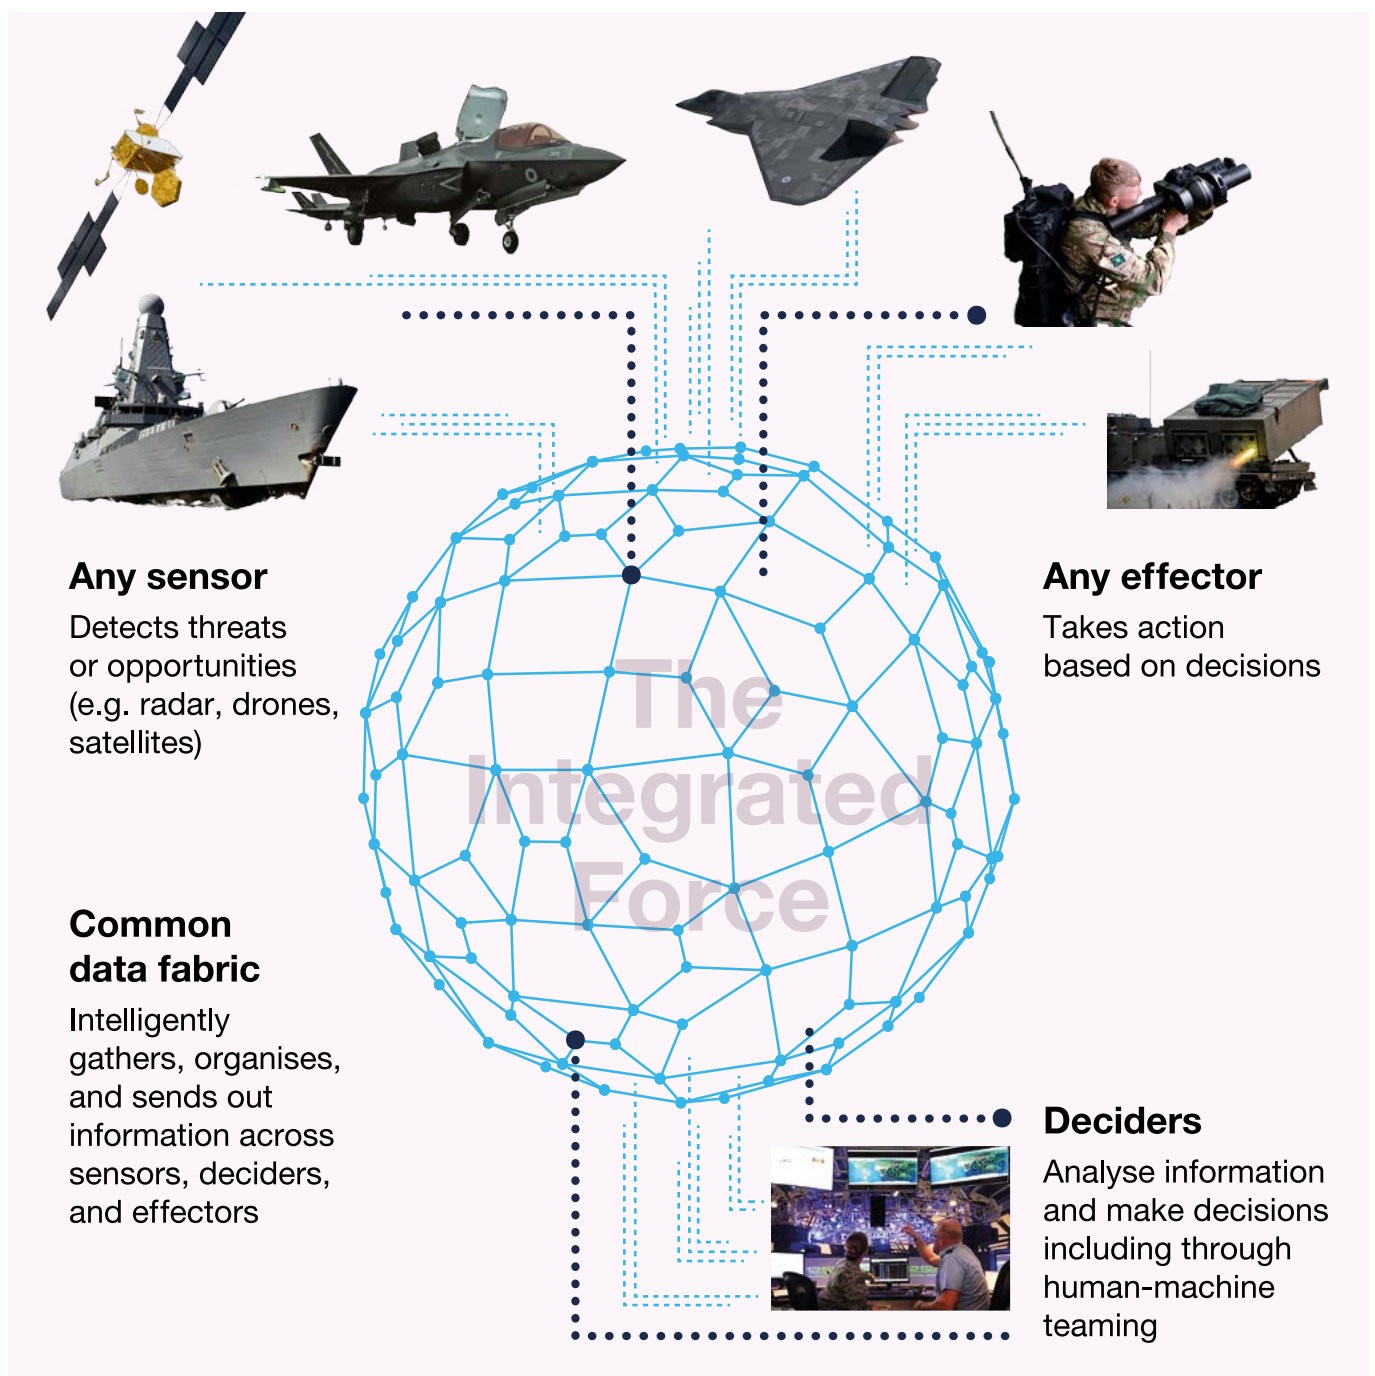 Any sensor
Detects threats
or opportunities
(e.g. radar, drones,
satellites)
Any effector
Takes action
based on decisions
The
Integrated
Force
Common
data fabric
Intelligently
gathers, organises,
and sends out
information across
sensors, deciders,
and effectors
Deciders
Analyse information
and make decisions
including through
human-machine
teaming